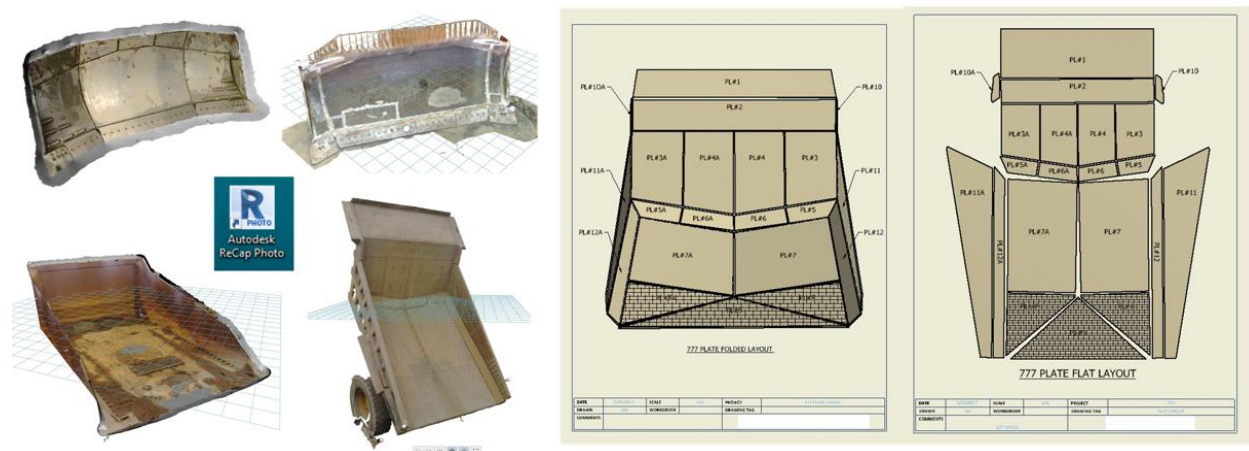 R
PHOTO
Autodesk
ReCap Photo
PL#1
PL#10A
PL#10
PL#2
PL#3A
PL#4A
PL#4
PL#3
PL#11A
PL#11
PL#5A
PL#6A
PL#6
PL#5
PL#12A
PL#12
PL#7A
PL#7
777 PLATE FOLDED LAYOUT
DATE
SCALE
PROJECT
DRAWN
WORKORDER
DRAWING TAG
COMMENTS
PL#1
PL#10A
PL#10
PL#2
PL#3A
PL#4A
PL#4
PL#3
PL#5A
PL#6A
PL#6
PL#5
PL#11A
PL#11
PL#7A
PL#7
PL#12A
PL#12
777 PLATE FLAT LAYOUT
DATE
SCALE
PROJECT
DRAWN
WORKORDER
DRAWING TAG
COMMENTS